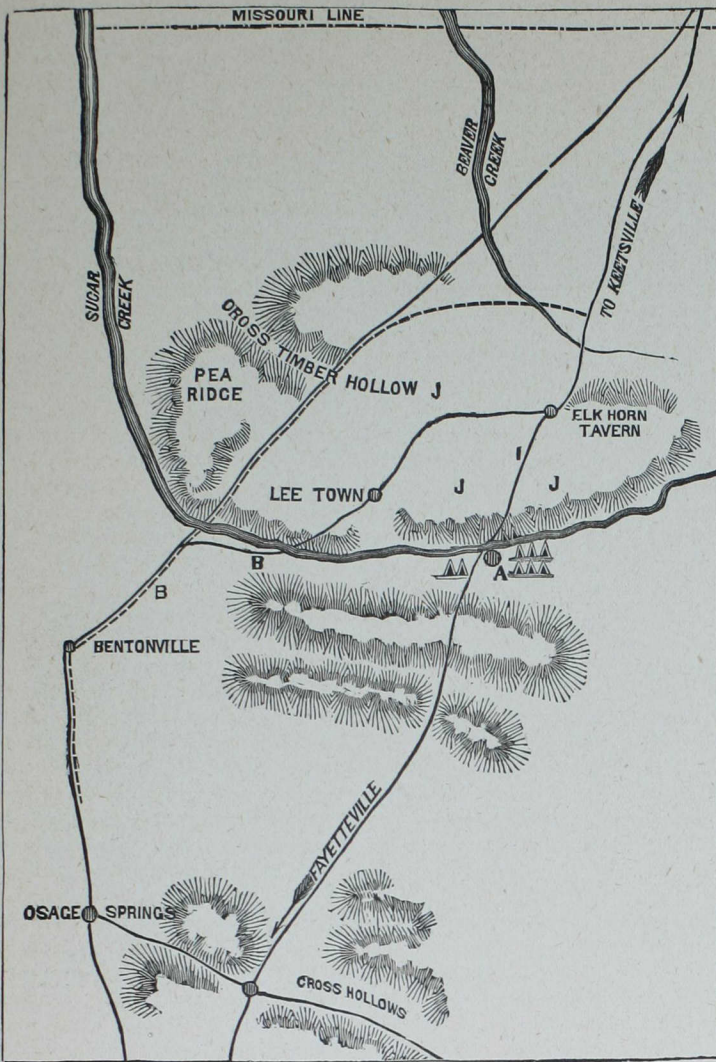 MISSOURI LINE
BEAVER
CREEK
TO KEETSVILLE
SUGAR
CREEK
CROSS TIMBER HOLLOW
J
PEA
RIDGE
ELK HORN
TAVERN
I
LEE TOWN
J
J
B
A
B
BENTONVILLE
FAYETTEVILLE
OSAGE SPRINGS
CROSS HOLLOWS